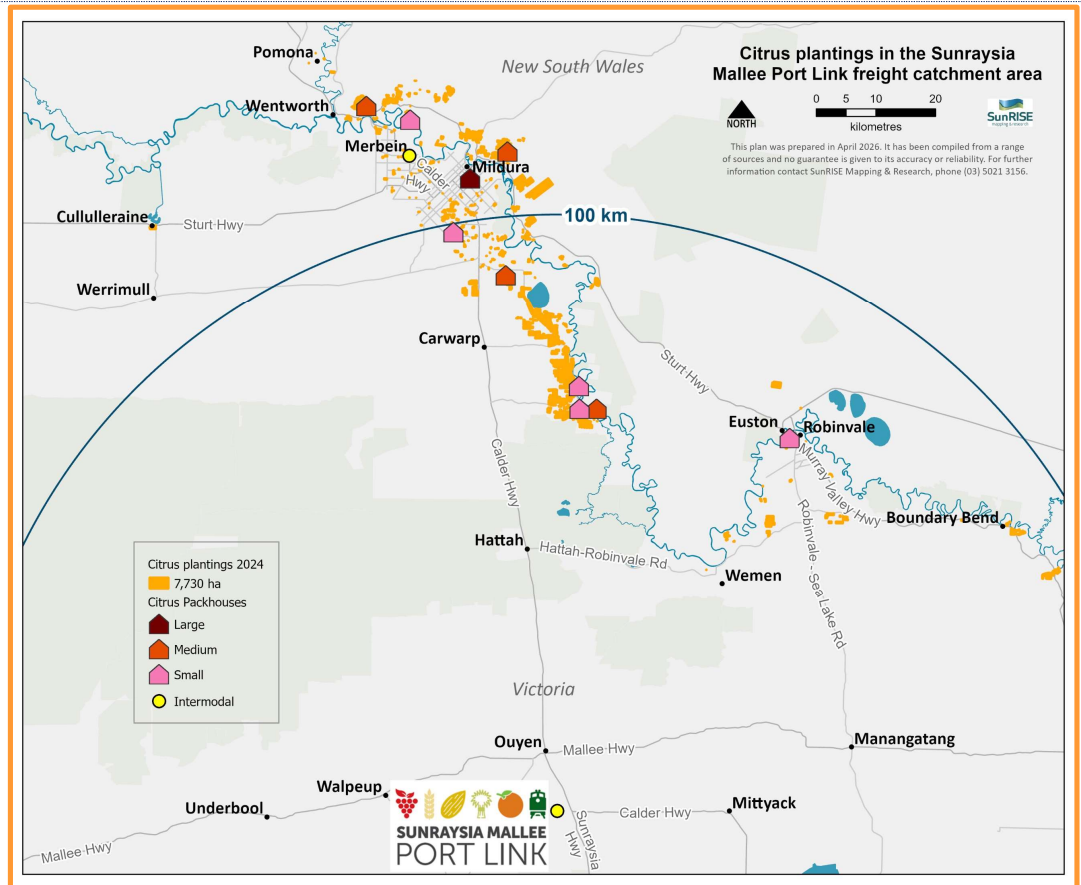 Citrus plantings in the Sunraysia
Mallee Port Link freight catchment area
NORTH
0 5 10 20
kilometres
SunRISE
mapping & research
This plan was prepared in April 2026. It has been compiled from a range
of sources and no guarantee is given to its accuracy or reliability. For further
information contact SunRISE Mapping & Research, phone (03) 5021 3156.
Pomona
New South Wales
Wentworth
Merbein
Calder
Hwy
Mildura
100 km
Cullulleraine
Sturt Hwy
Werrimull
Carwarp
Sturt Hwy
Euston
Robinvale
Calder Hwy
Murray Valley Hwy
Boundary Bend
Hattah
Hattah-Robinvale Rd
Robinvale - Sea Lake Rd
Wemen
Citrus plantings 2024
7,730 ha
Citrus Packhouses
Large
Medium
Small
Intermodal
Victoria
Ouyen
Mallee Hwy
Manangatang
Walpeup
Underbool
Calder Hwy
Mittyack
Sunraysia
Hwy
SUNRAYSIA MALLEE
PORT LINK
Mallee Hwy